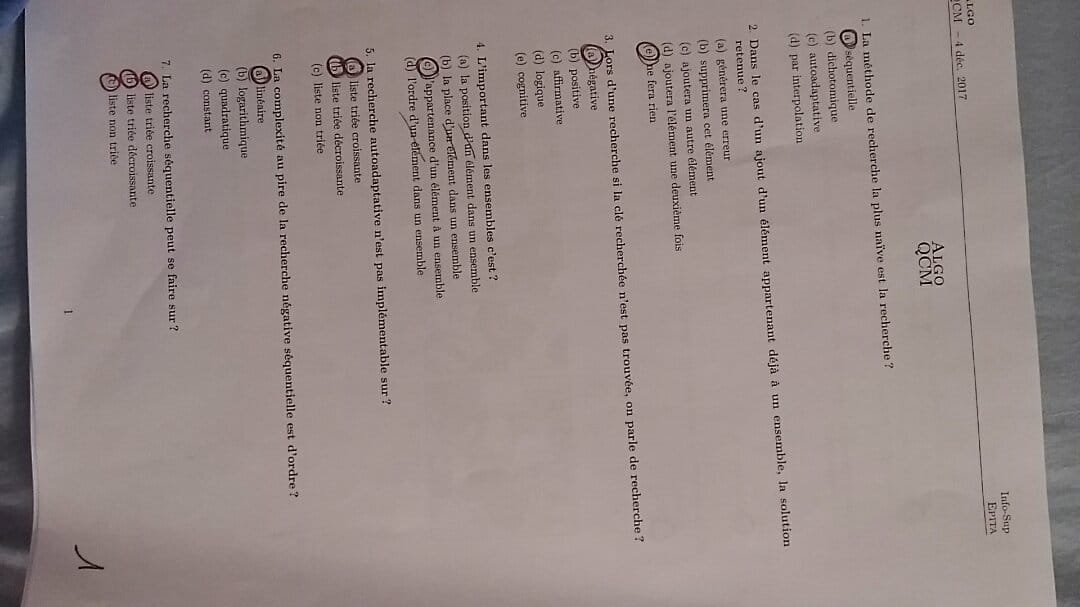 ALGO
QCM – 4 déc. 2017
Info-Sup
EPITA
ALGO
QCM
1. La méthode de recherche la plus naïve est la recherche ?
(a) séquentielle
(b) dichotomique
(c) autoadaptative
(d) par interpolation
2. Dans le cas d'un ajout d'un élément appartenant déjà à un ensemble, la solution
retenue ?
(a) générera une erreur
(b) supprimera cet élément
(c) ajoutera un autre élément
(d) ajoutera l'élément une deuxième fois
(e) ne fera rien
3. Lors d'une recherche si la clé recherchée n'est pas trouvée, on parle de recherche ?
(a) négative
(b) positive
(c) affirmative
(d) logique
(e) cognitive
4. L'important dans les ensembles c'est ?
(a) la position d'un élément dans un ensemble
(b) la place d'un élément dans un ensemble
(c) l'appartenance d'un élément à un ensemble
(d) l'ordre d'un élément dans un ensemble
5. la recherche autoadaptative n'est pas implémentable sur ?
(a) liste triée croissante
(b) liste triée décroissante
(c) liste non triée
6. La complexité au pire de la recherche négative séquentielle est d'ordre ?
(a) linéaire
(b) logarithmique
(c) quadratique
(d) constant
7. La recherche séquentielle peut se faire sur ?
(a) liste triée croissante
(b) liste triée décroissante
(c) liste non triée
1
1